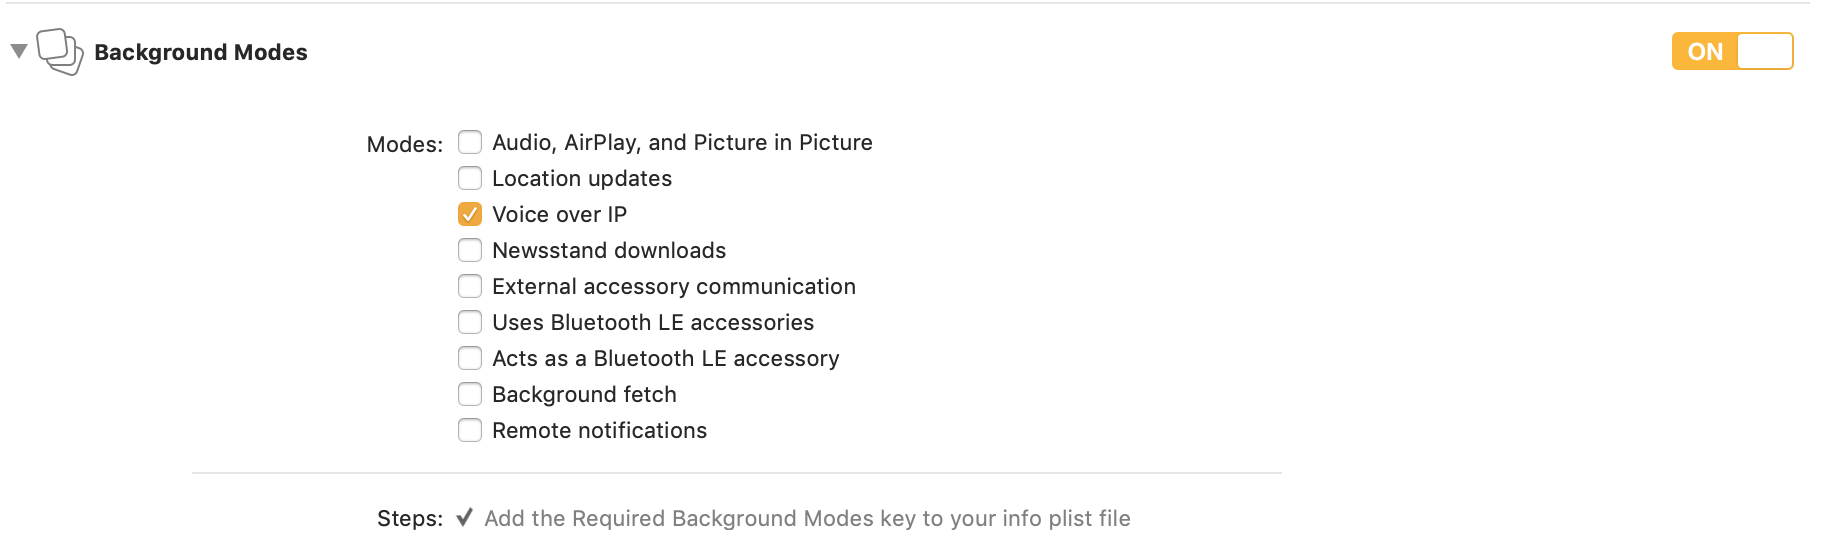 Background Modes
ON
Modes: Audio, AirPlay, and Picture in Picture
Location updates
Voice over IP
Newsstand downloads
External accessory communication
Uses Bluetooth LE accessories
Acts as a Bluetooth LE accessory
Background fetch
Remote notifications
Steps: ✓ Add the Required Background Modes key to your info plist file